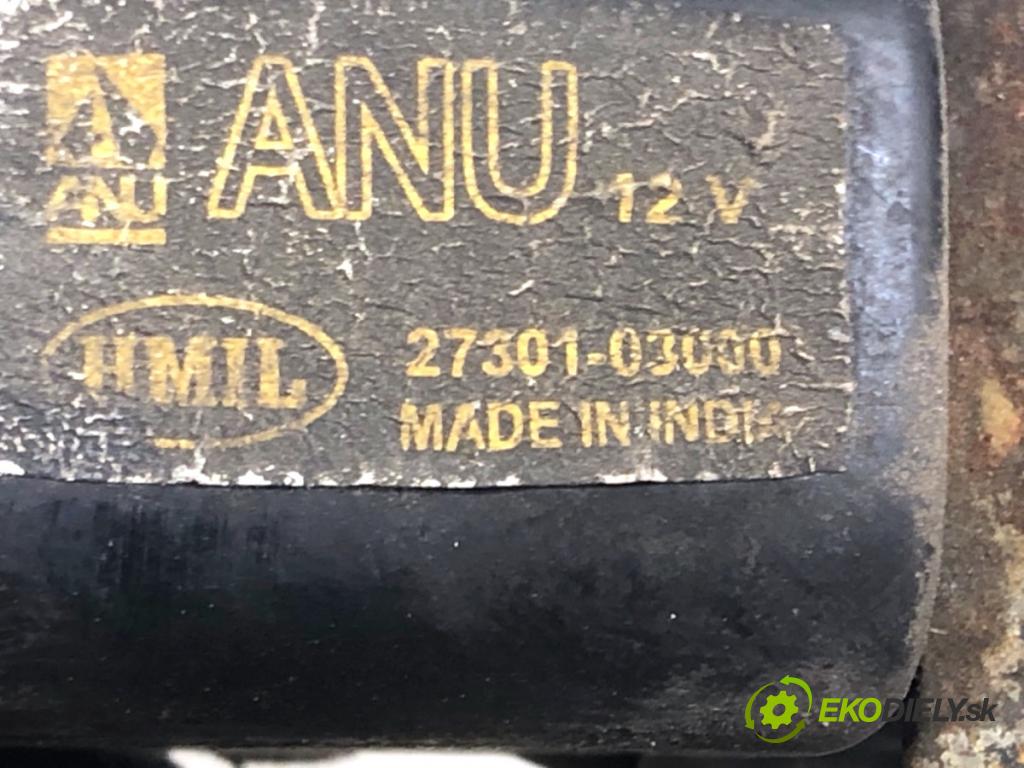 ANU
ANU 12 V
HMIL
27301-03000
MADE IN INDIA
EKODIELY.sk